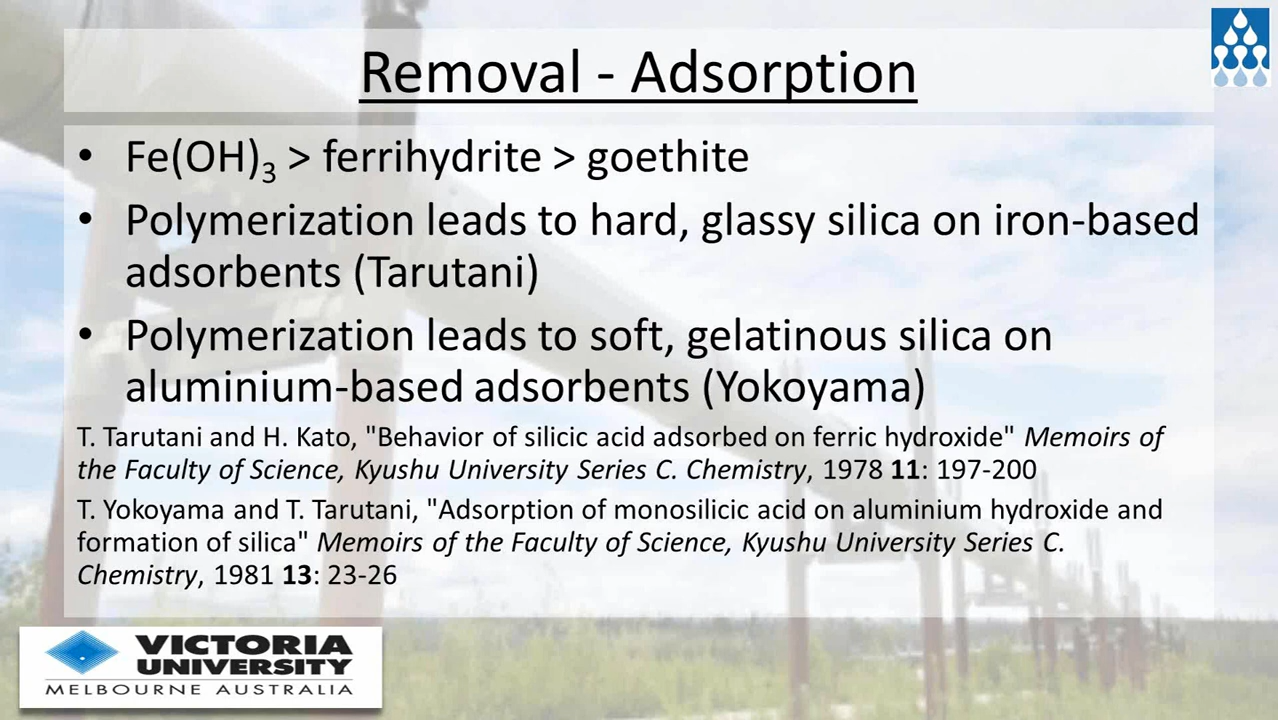 Removal - Adsorption
• Fe(OH)₃ > ferrihydrite > goethite
• Polymerization leads to hard, glassy silica on iron-based
adsorbents (Tarutani)
• Polymerization leads to soft, gelatinous silica on
aluminium-based adsorbents (Yokoyama)
T. Tarutani and H. Kato, "Behavior of silicic acid adsorbed on ferric hydroxide" Memoirs of
the Faculty of Science, Kyushu University Series C. Chemistry, 1978 11: 197-200
T. Yokoyama and T. Tarutani, "Adsorption of monosilicic acid on aluminium hydroxide and
formation of silica" Memoirs of the Faculty of Science, Kyushu University Series C.
Chemistry, 1981 13: 23-26
VICTORIA
UNIVERSITY
MELBOURNE AUSTRALIA